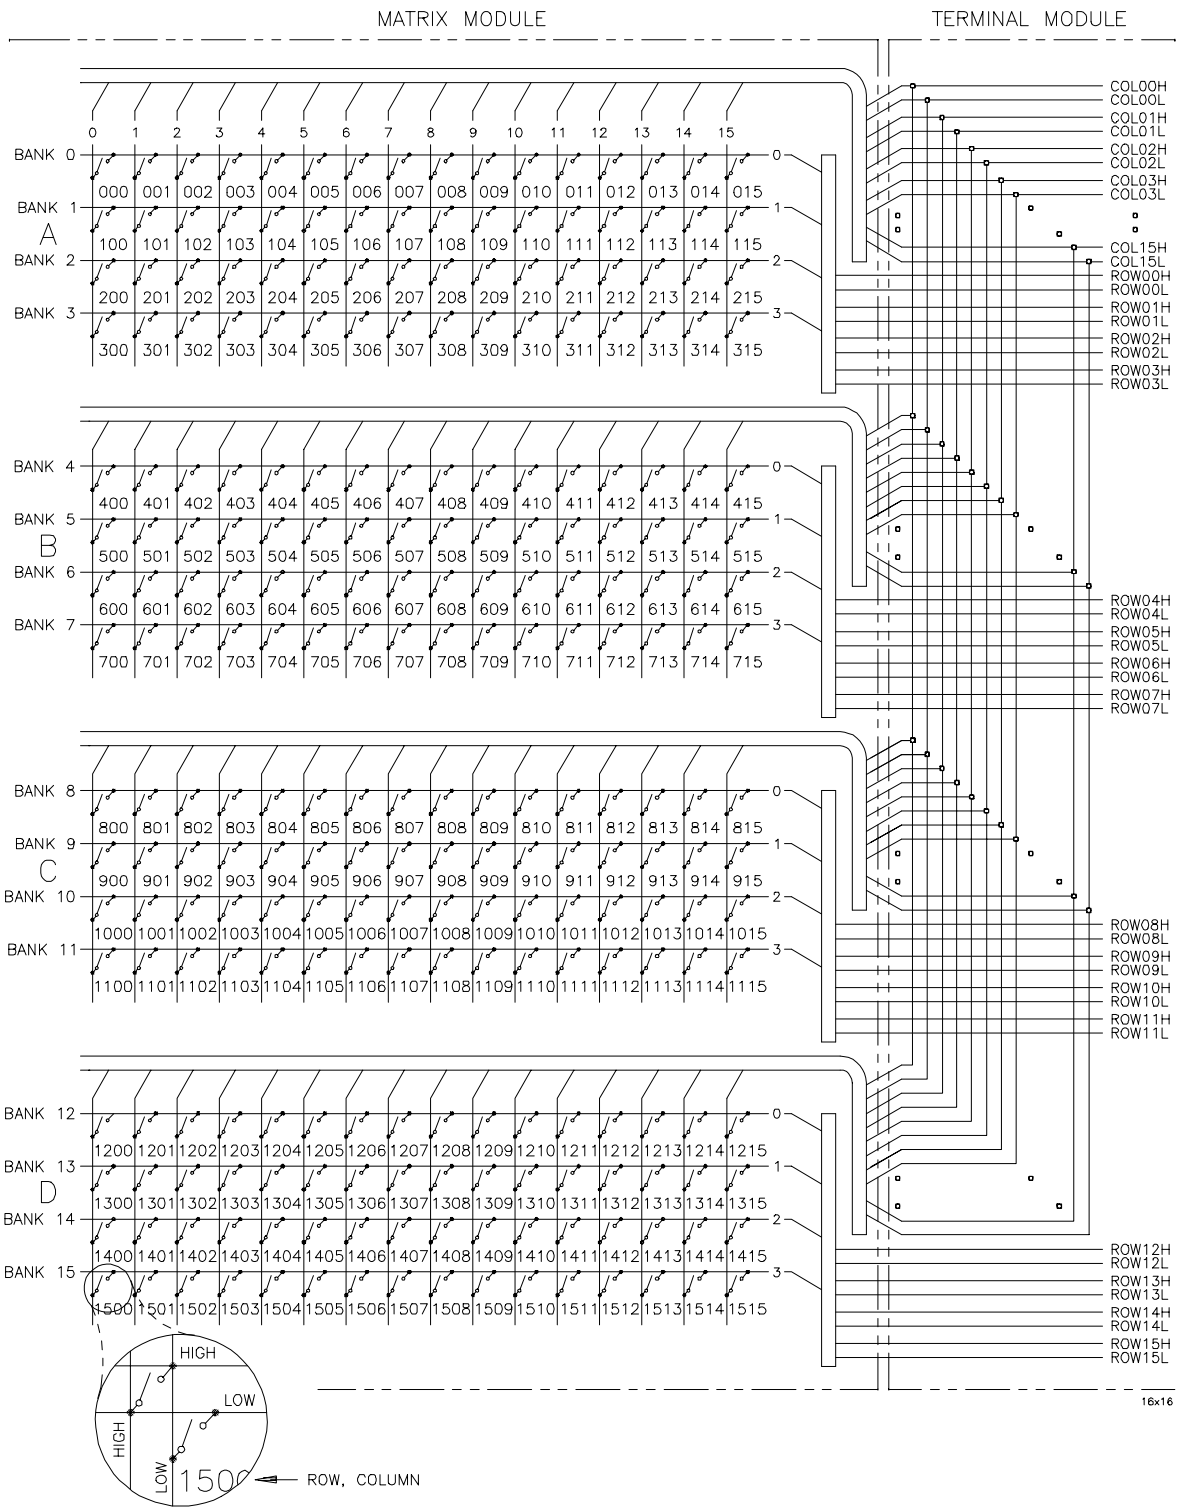 MATRIX MODULE TERMINAL MODULE
COL00H
COL00L
COL01H
0 1 2 3 4 5 6 7 8 9 10 11 12 13 14 15 COL01L
COL02H
BANK 0 0
COL02L
COL03H
000 001 002 003 004 005 006 007 008 009 010 011 012 013 014 015 COL03L
BANK 1 1
A
100 101 102 103 104 105 106 107 108 109 110 111 112 113 114 115 COL15H
BANK 2 2 COL15L
ROW00H
ROW00L
200 201 202 203 204 205 206 207 208 209 210 211 212 213 214 215
ROW01H
BANK 3 3
ROW01L
ROW02H
300 301 302 303 304 305 306 307 308 309 310 311 312 313 314 315 ROW02L
ROW03H
ROW03L
BANK 4 0
400 401 402 403 404 405 406 407 408 409 410 411 412 413 414 415
BANK 5 1
B
500 501 502 503 504 505 506 507 508 509 510 511 512 513 514 515
BANK 6 2
ROW04H
600 601 602 603 604 605 606 607 608 609 610 611 612 613 614 615 ROW04L
BANK 7 3
ROW05H
ROW05L
700 701 702 703 704 705 706 707 708 709 710 711 712 713 714 715 ROW06H
ROW06L
ROW07H
ROW07L
BANK 8 0
800 801 802 803 804 805 806 807 808 809 810 811 812 813 814 815
BANK 9 1
C
900 901 902 903 904 905 906 907 908 909 910 911 912 913 914 915
BANK 10 2
ROW08H
1000 1001 1002 1003 1004 1005 1006 1007 1008 1009 1010 1011 1012 1013 1014 1015 ROW08L
BANK 11 3
ROW09H
ROW09L
1100 1101 1102 1103 1104 1105 1106 1107 1108 1109 1110 1111 1112 1113 1114 1115 ROW10H
ROW10L
ROW11H
ROW11L
BANK 12 0
1200 1201 1202 1203 1204 1205 1206 1207 1208 1209 1210 1211 1212 1213 1214 1215
BANK 13 1
D
1300 1301 1302 1303 1304 1305 1306 1307 1308 1309 1310 1311 1312 1313 1314 1315
BANK 14 2
ROW12H
1400 1401 1402 1403 1404 1405 1406 1407 1408 1409 1410 1411 1412 1413 1414 1415 ROW12L
BANK 15 3
ROW13H
ROW13L
1500 1501 1502 1503 1504 1505 1506 1507 1508 1509 1510 1511 1512 1513 1514 1515 ROW14H
ROW14L
ROW15H
HIGH
ROW15L
LOW
16x16
HIGH
LOW
1500 ROW, COLUMN